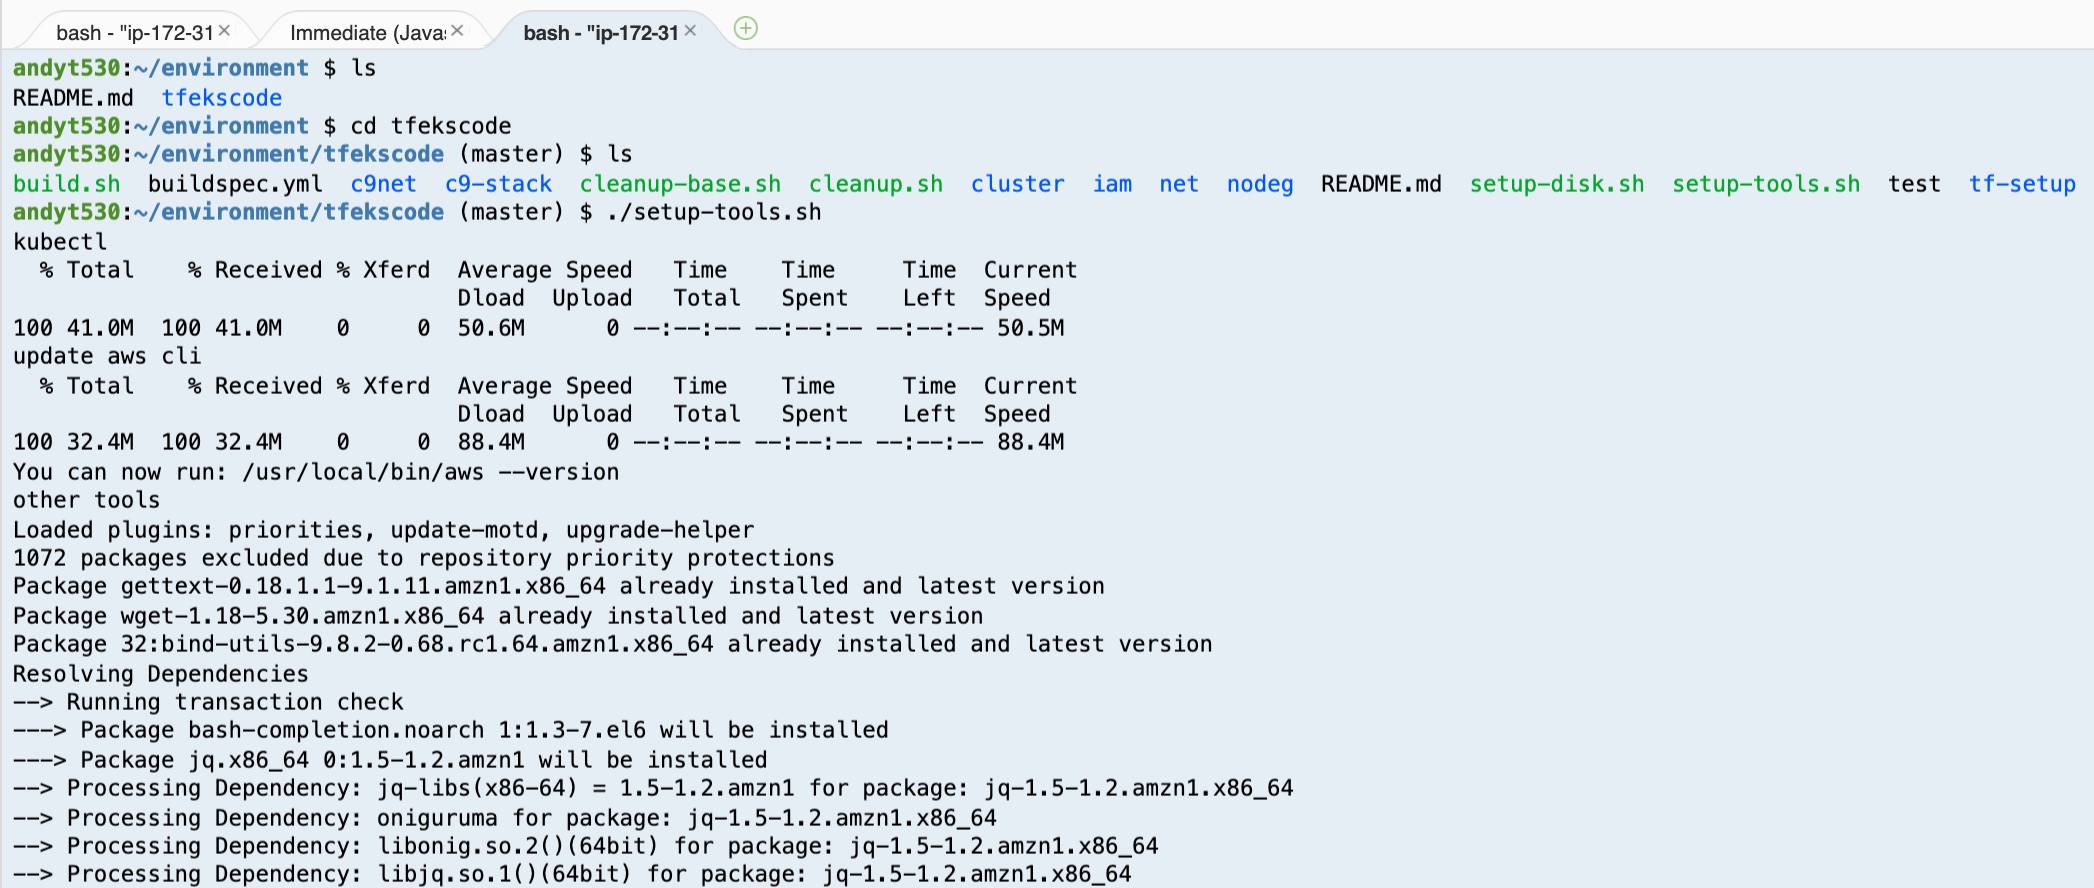 bash - "ip-172-31 × Immediate (Javas × bash - "ip-172-31 ×
andyt530:~/environment $ ls
README.md  tfekscode
andyt530:~/environment $ cd tfekscode
andyt530:~/environment/tfekscode (master) $ ls
build.sh  buildspec.yml  c9net  c9-stack  cleanup-base.sh  cleanup.sh  cluster  iam  net  nodeg  README.md  setup-disk.sh  setup-tools.sh  test  tf-setup
andyt530:~/environment/tfekscode (master) $ ./setup-tools.sh
kubectl
  % Total    % Received % Xferd  Average Speed   Time    Time     Time  Current
                                 Dload  Upload   Total   Spent    Left  Speed
100 41.0M  100 41.0M    0     0  50.6M      0 --:--:-- --:--:-- --:--:-- 50.5M
update aws cli
  % Total    % Received % Xferd  Average Speed   Time    Time     Time  Current
                                 Dload  Upload   Total   Spent    Left  Speed
100 32.4M  100 32.4M    0     0  88.4M      0 --:--:-- --:--:-- --:--:-- 88.4M
You can now run: /usr/local/bin/aws --version
other tools
Loaded plugins: priorities, update-motd, upgrade-helper
1072 packages excluded due to repository priority protections
Package gettext-0.18.1.1-9.1.11.amzn1.x86_64 already installed and latest version
Package wget-1.18-5.30.amzn1.x86_64 already installed and latest version
Package 32:bind-utils-9.8.2-0.68.rc1.64.amzn1.x86_64 already installed and latest version
Resolving Dependencies
--> Running transaction check
---> Package bash-completion.noarch 1:1.3-7.el6 will be installed
---> Package jq.x86_64 0:1.5-1.2.amzn1 will be installed
--> Processing Dependency: jq-libs(x86-64) = 1.5-1.2.amzn1 for package: jq-1.5-1.2.amzn1.x86_64
--> Processing Dependency: oniguruma for package: jq-1.5-1.2.amzn1.x86_64
--> Processing Dependency: libonig.so.2()(64bit) for package: jq-1.5-1.2.amzn1.x86_64
--> Processing Dependency: libjq.so.1()(64bit) for package: jq-1.5-1.2.amzn1.x86_64